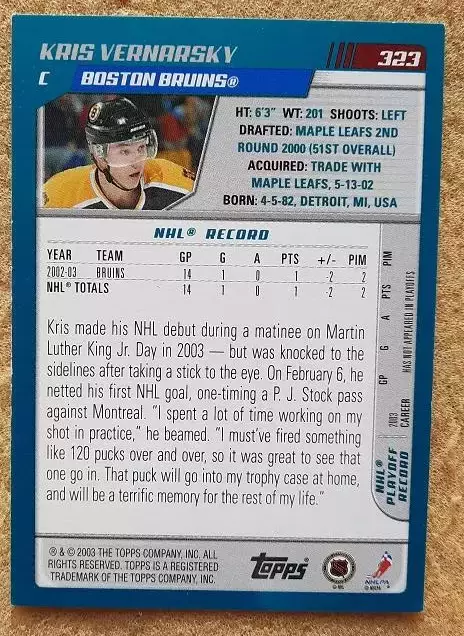 KRIS VERNARSKY
323
C BOSTON BRUINS®
HT: 6'3" WT: 201 SHOOTS: LEFT
DRAFTED: MAPLE LEAFS 2ND
ROUND 2000 (51ST OVERALL)
ACQUIRED: TRADE WITH
MAPLE LEAFS, 5-13-02
BORN: 4-5-82, DETROIT, MI, USA
NHL® RECORD
YEAR TEAM GP G A PTS +/- PIM
2002-03 BRUINS 14 1 0 1 -2 2
NHL® TOTALS 14 1 0 1 -2 2
Kris made his NHL debut during a matinee on Martin
Luther King Jr. Day in 2003 — but was knocked to the
sidelines after taking a stick to the eye. On February 6, he
netted his first NHL goal, one-timing a P. J. Stock pass
against Montreal. "I spent a lot of time working on my
shot in practice," he beamed. "I must've fired something
like 120 pucks over and over, so it was great to see that
one go in. That puck will go into my trophy case at home,
and will be a terrific memory for the rest of my life."
NHL®
PLAYOFF
RECORD
GP G A PTS PIM
2003 HAS NOT APPEARED IN PLAYOFFS
CAREER
® & © 2003 THE TOPPS COMPANY, INC. ALL
RIGHTS RESERVED. TOPPS IS A REGISTERED
TRADEMARK OF THE TOPPS COMPANY, INC.
Topps
NHLPA